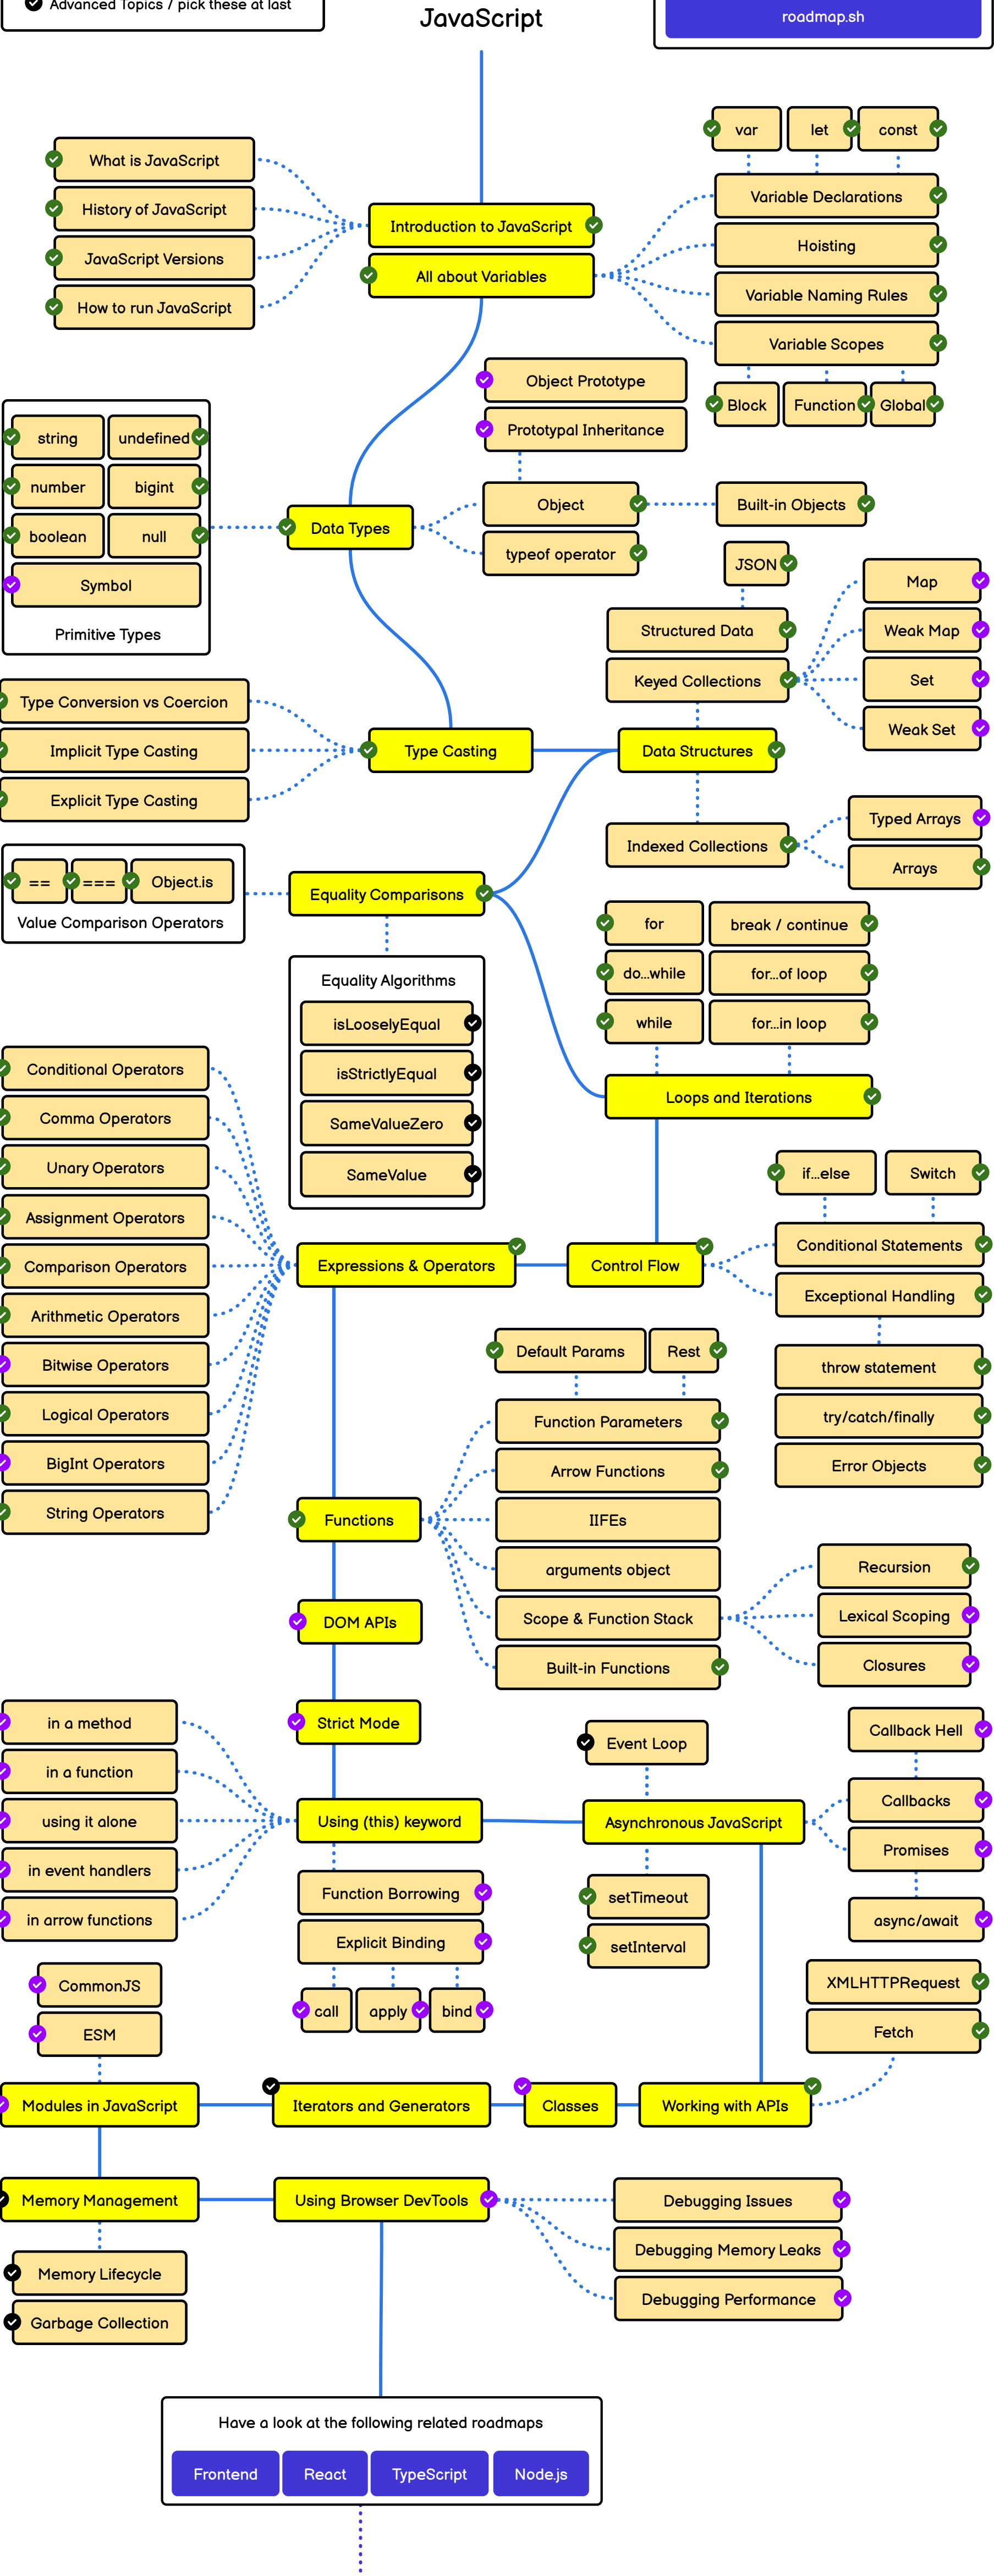 Advanced Topics / pick these at last
JavaScript
roadmap.sh
var
let
const
What is JavaScript
Variable Declarations
History of JavaScript
Introduction to JavaScript
Hoisting
JavaScript Versions
All about Variables
Variable Naming Rules
How to run JavaScript
Variable Scopes
Object Prototype
Block
Function
Global
Prototypal Inheritance
string
undefined
number
bigint
Object
Built-in Objects
boolean
null
Data Types
typeof operator
JSON
Symbol
Map
Primitive Types
Structured Data
Weak Map
Keyed Collections
Set
Type Conversion vs Coercion
Weak Set
Implicit Type Casting
Type Casting
Data Structures
Explicit Type Casting
Typed Arrays
Indexed Collections
Arrays
==
===
Object.is
Equality Comparisons
Value Comparison Operators
for
break / continue
Equality Algorithms
do...while
for...of loop
isLooselyEqual
while
for...in loop
isStrictlyEqual
Loops and Iterations
SameValueZero
SameValue
Conditional Operators
Comma Operators
Unary Operators
Assignment Operators
Comparison Operators
Arithmetic Operators
Bitwise Operators
Logical Operators
BigInt Operators
String Operators
if...else
Switch
Expressions & Operators
Control Flow
Conditional Statements
Exceptional Handling
Default Params
Rest
throw statement
Function Parameters
try/catch/finally
Arrow Functions
Error Objects
Functions
IIFEs
arguments object
Recursion
DOM APIs
Scope & Function Stack
Lexical Scoping
Built-in Functions
Closures
in a method
Strict Mode
Event Loop
Callback Hell
in a function
Callbacks
using it alone
Using (this) keyword
Asynchronous JavaScript
Promises
in event handlers
Function Borrowing
setTimeout
in arrow functions
Explicit Binding
setInterval
async/await
CommonJS
call
apply
bind
XMLHTTPRequest
ESM
Fetch
Modules in JavaScript
Iterators and Generators
Classes
Working with APIs
Memory Management
Using Browser DevTools
Debugging Issues
Debugging Memory Leaks
Memory Lifecycle
Debugging Performance
Garbage Collection
Have a look at the following related roadmaps
Frontend
React
TypeScript
Node.js